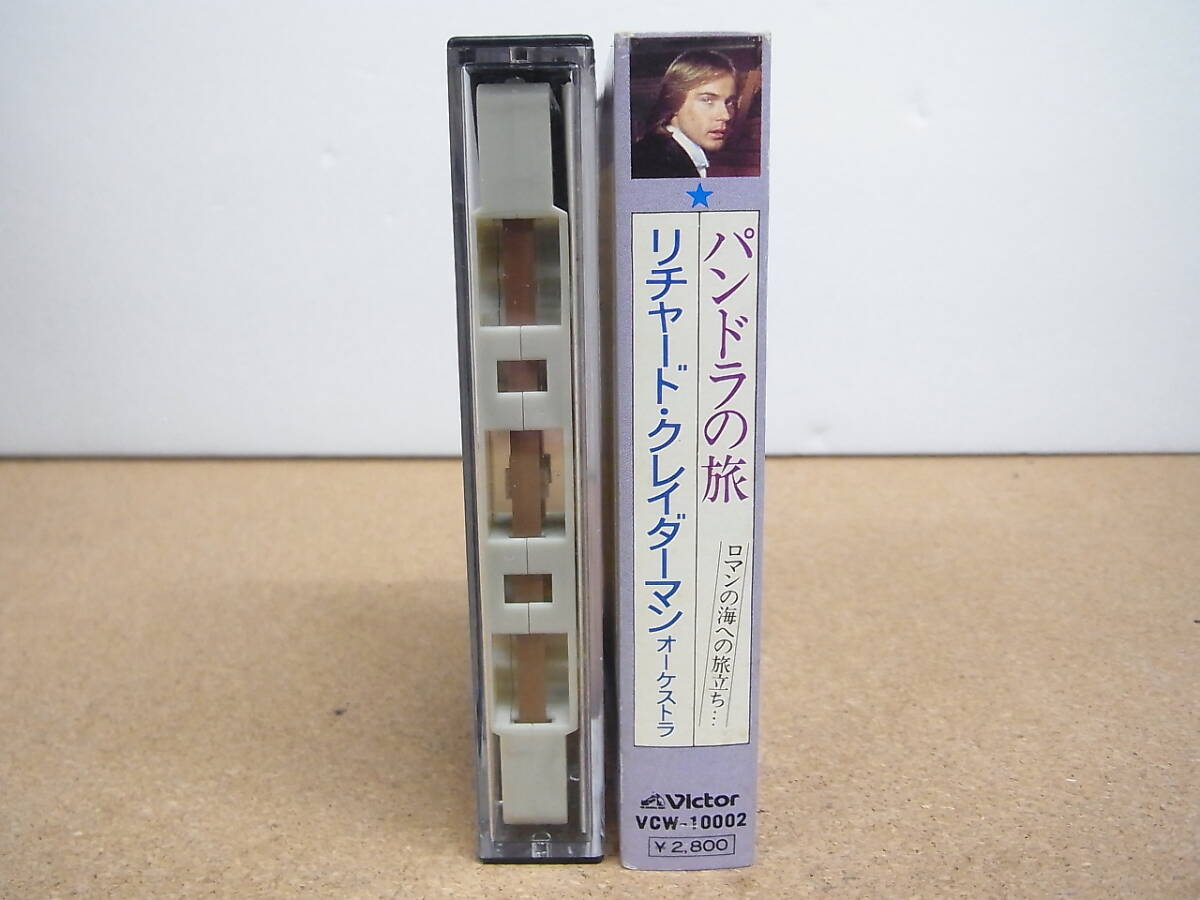 パンドラの旅
ロマンの海への旅立ち…
リチャード・クレイダーマン オーケストラ
Victor
VCW-10002
￥2,800